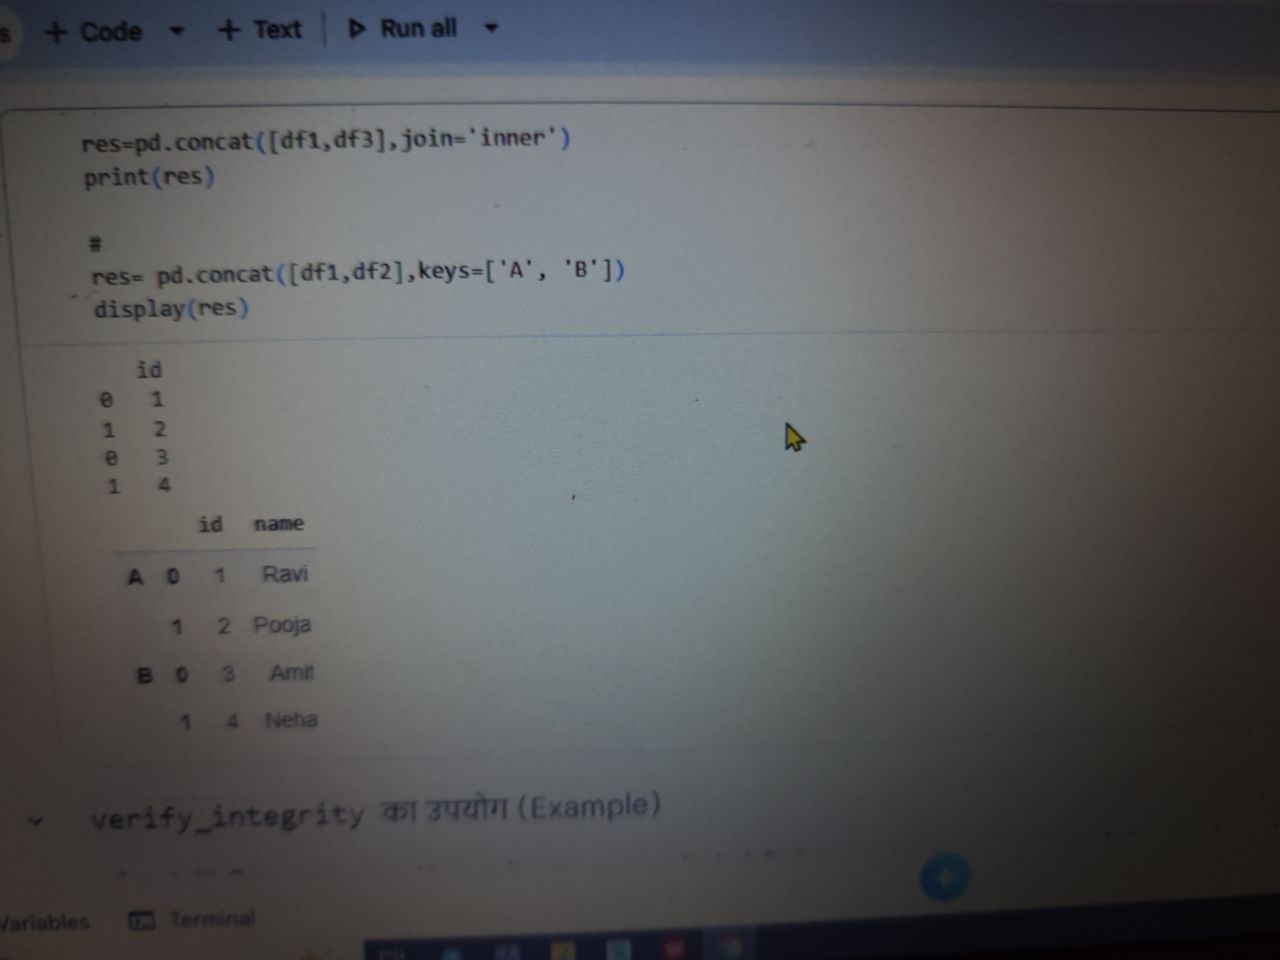 + Code
+ Text
Run all
res=pd.concat([df1,df3],join='inner')
print(res)
#
res= pd.concat([df1,df2],keys=['A', 'B'])
display(res)
id
0 1
1 2
0 3
1 4
id name
A 0 1 Ravi
1 2 Pooja
B 0 3 Amit
1 4 Neha
verify_integrity का उपयोग (Example)
Variables
Terminal